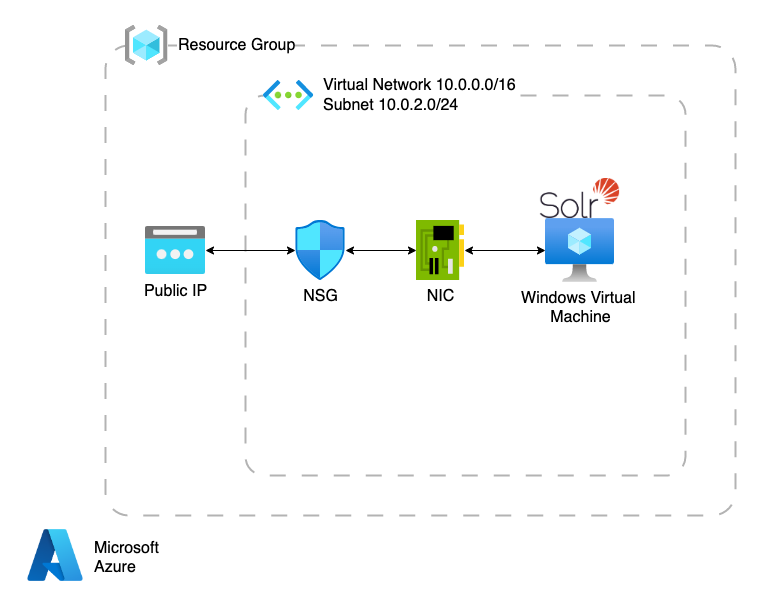 Resource Group
Virtual Network 10.0.0.0/16
Subnet 10.0.2.0/24
Solr
Public IP
NSG
NIC
Windows Virtual
Machine
Microsoft
Azure